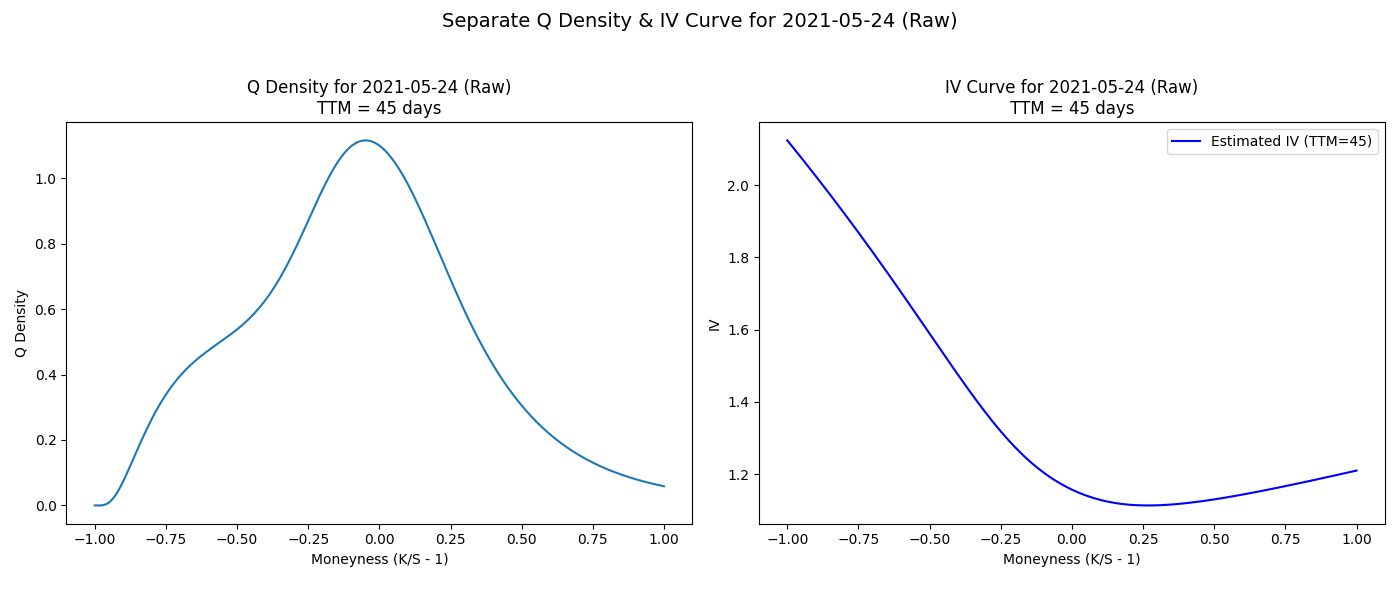 Separate Q Density & IV Curve for 2021-05-24 (Raw)
Q Density for 2021-05-24 (Raw)
TTM = 45 days
Q Density
1.0
0.8
0.6
0.4
0.2
0.0
−1.00 −0.75 −0.50 −0.25 0.00 0.25 0.50 0.75 1.00
Moneyness (K/S - 1)
IV Curve for 2021-05-24 (Raw)
TTM = 45 days
Estimated IV (TTM=45)
IV
2.0
1.8
1.6
1.4
1.2
−1.00 −0.75 −0.50 −0.25 0.00 0.25 0.50 0.75 1.00
Moneyness (K/S - 1)